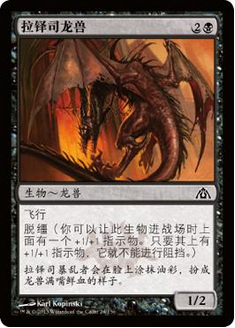 拉铎司龙兽 2
生物～龙兽
飞行
脱缰（你可以让此生物进战场时上
面有一个+1/+1指示物。只要其上有
+1/+1指示物，它就不能进行阻挡。）
拉铎司暴乱者会在脸上涂抹油彩，扮成
龙兽满嘴鲜血的样子。
Karl Kopinski
1/2